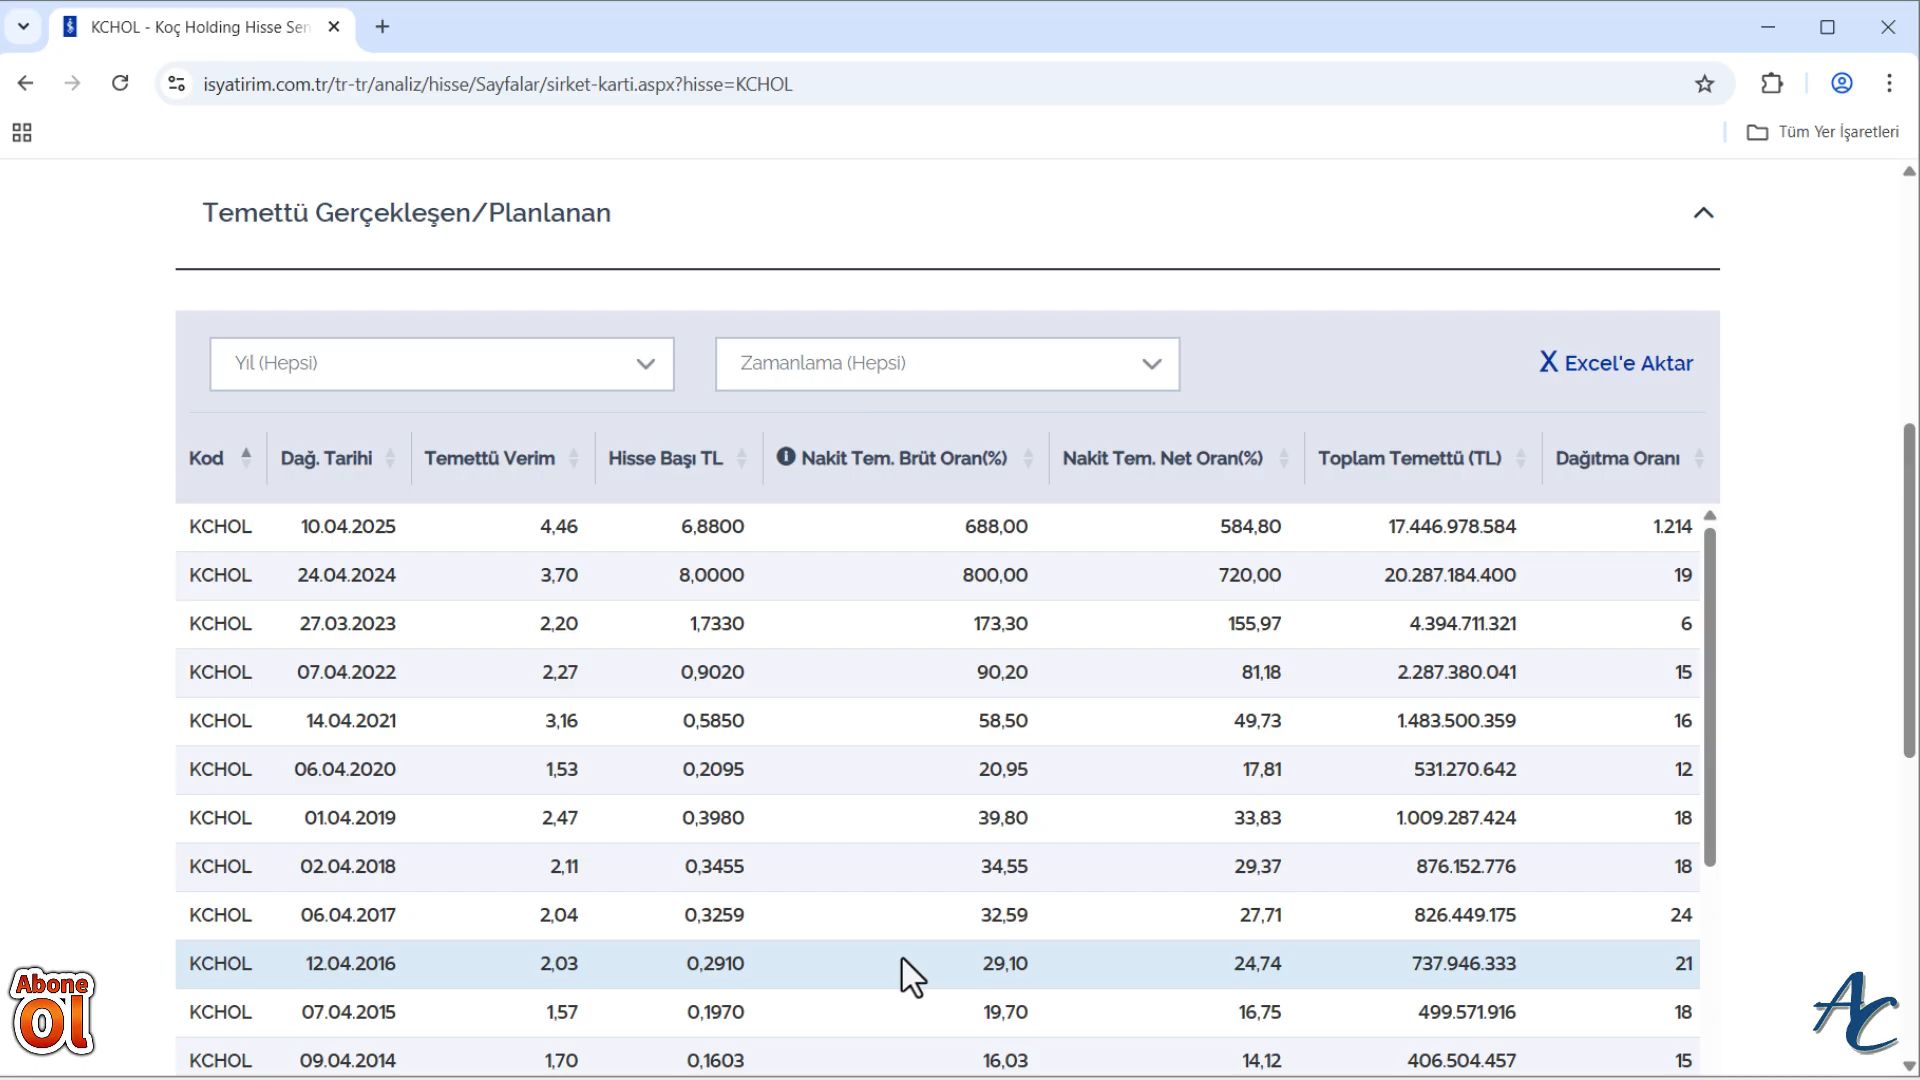 KCHOL - Koç Holding Hisse Sen
isyatirim.com.tr/tr-tr/analiz/hisse/Sayfalar/sirket-karti.aspx?hisse=KCHOL
Tüm Yer İşaretleri
Temettü Gerçekleşen/Planlanan
Yıl (Hepsi) Zamanlama (Hepsi) X Excel'e Aktar
Kod Dağ. Tarihi Temettü Verim Hisse Başı TL Nakit Tem. Brüt Oran(%) Nakit Tem. Net Oran(%) Toplam Temettü (TL) Dağıtma Oranı
KCHOL 10.04.2025 4,46 6,8800 688,00 584,80 17.446.978.584 1.214
KCHOL 24.04.2024 3,70 8,0000 800,00 720,00 20.287.184.400 19
KCHOL 27.03.2023 2,20 1,7330 173,30 155,97 4.394.711.321 6
KCHOL 07.04.2022 2,27 0,9020 90,20 81,18 2.287.380.041 15
KCHOL 14.04.2021 3,16 0,5850 58,50 49,73 1.483.500.359 16
KCHOL 06.04.2020 1,53 0,2095 20,95 17,81 531.270.642 12
KCHOL 01.04.2019 2,47 0,3980 39,80 33,83 1.009.287.424 18
KCHOL 02.04.2018 2,11 0,3455 34,55 29,37 876.152.776 18
KCHOL 06.04.2017 2,04 0,3259 32,59 27,71 826.449.175 24
KCHOL 12.04.2016 2,03 0,2910 29,10 24,74 737.946.333 21
KCHOL 07.04.2015 1,57 0,1970 19,70 16,75 499.571.916 18
KCHOL 09.04.2014 1,70 0,1603 16,03 14,12 406.504.457 15
Abone
ol
AC